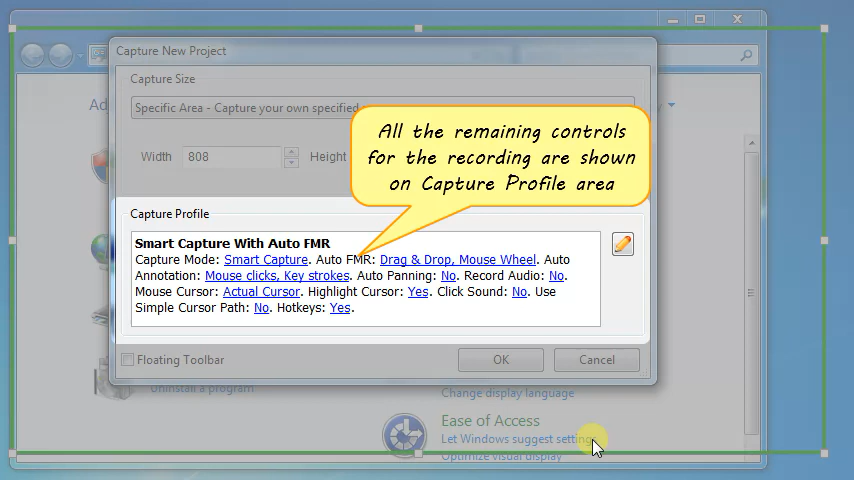 Capture New Project
Capture Size
Specific Area - Capture your own specified
Width 808 Height
All the remaining controls
for the recording are shown
on Capture Profile area
Capture Profile
Smart Capture With Auto FMR
Capture Mode: Smart Capture. Auto FMR: Drag & Drop, Mouse Wheel. Auto
Annotation: Mouse clicks, Key strokes. Auto Panning: No. Record Audio: No.
Mouse Cursor: Actual Cursor. Highlight Cursor: Yes. Click Sound: No. Use
Simple Cursor Path: No. Hotkeys: Yes.
Floating Toolbar
OK Cancel
Uninstall a program
Change display language
Ease of Access
Let Windows suggest settings
Optimize visual display